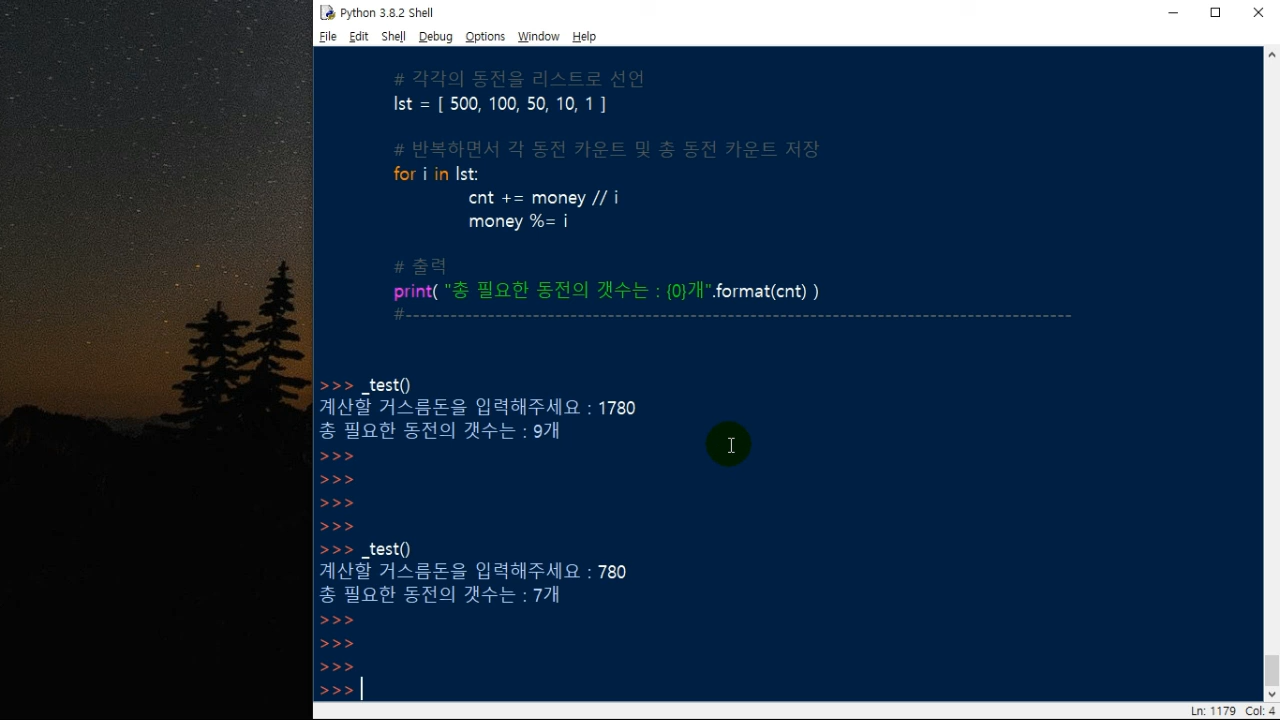 Python 3.8.2 Shell
File Edit Shell Debug Options Window Help
# 각각의 동전을 리스트로 선언
lst = [ 500, 100, 50, 10, 1 ]
# 반복하면서 각 동전 카운트 및 총 동전 카운트 저장
for i in lst:
cnt += money // i
money %= i
# 출력
print( "총 필요한 동전의 갯수는 : {0}개".format(cnt) )
#-----------------------------------------------------------------------------------------
>>> _test()
계산할 거스름돈을 입력해주세요 : 1780
총 필요한 동전의 갯수는 : 9개
>>>
>>>
>>>
>>>
>>> _test()
계산할 거스름돈을 입력해주세요 : 780
총 필요한 동전의 갯수는 : 7개
>>>
>>>
>>>
>>>
Ln: 1179 Col: 4